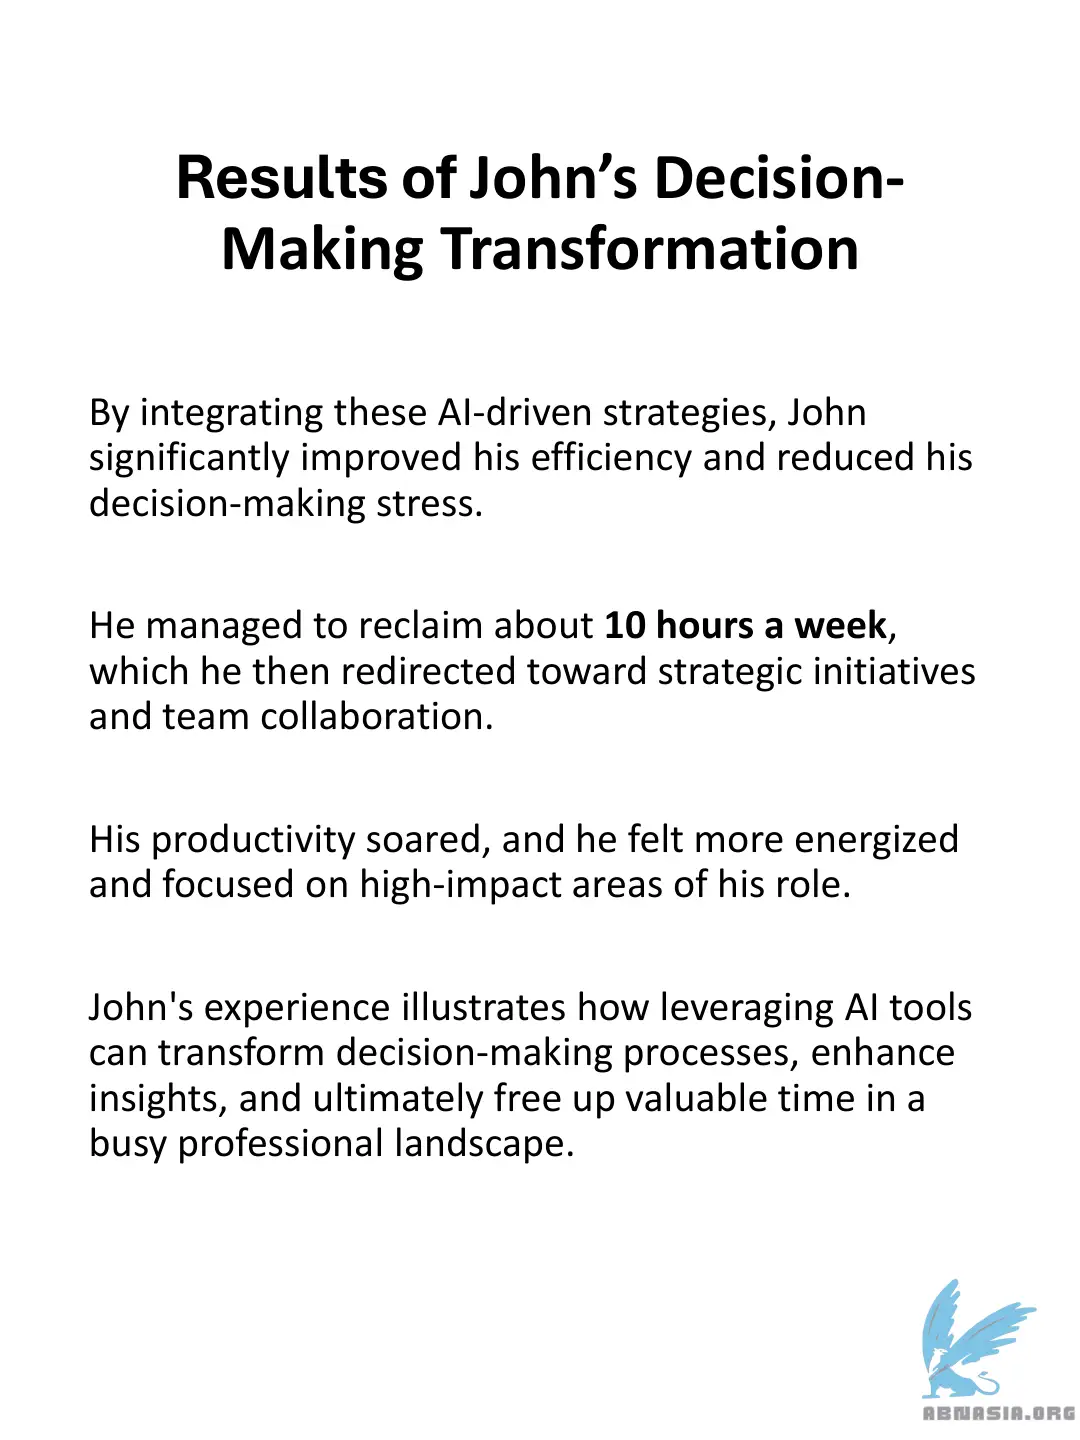 Results of John’s Decision-
Making Transformation
By integrating these AI-driven strategies, John
significantly improved his efficiency and reduced his
decision-making stress.
He managed to reclaim about 10 hours a week,
which he then redirected toward strategic initiatives
and team collaboration.
His productivity soared, and he felt more energized
and focused on high-impact areas of his role.
John's experience illustrates how leveraging AI tools
can transform decision-making processes, enhance
insights, and ultimately free up valuable time in a
busy professional landscape.
ABNASIA.ORG